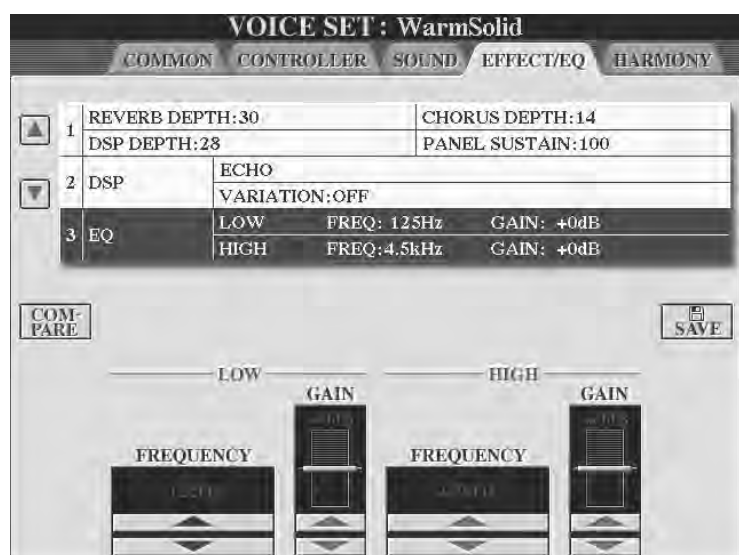 VOICE SET : WarmSolid
COMMON CONTROLLER SOUND EFFECT/EQ HARMONY
1 REVERB DEPTH:30 CHORUS DEPTH:14
DSP DEPTH:28 PANEL SUSTAIN:100
2 DSP ECHO
VARIATION:OFF
3 EQ LOW FREQ: 125Hz GAIN: +0dB
HIGH FREQ:4.5kHz GAIN: +0dB
COM-
PARE
SAVE
LOW HIGH
GAIN GAIN
FREQUENCY FREQUENCY